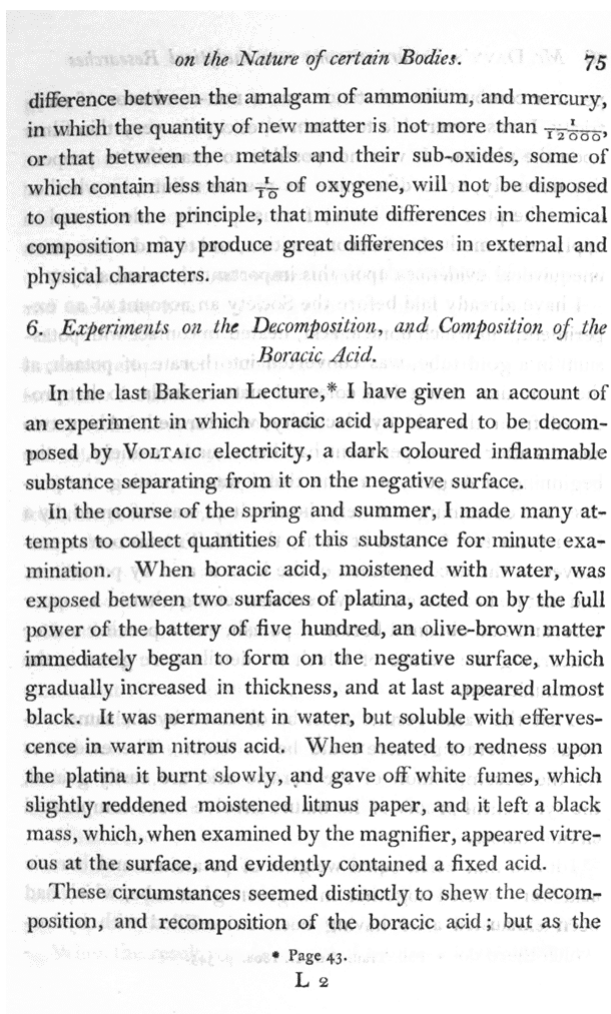 on the Nature of certain Bodies. 75
difference between the amalgam of ammonium, and mercury,
in which the quantity of new matter is not more than 1/12000,
or that between the metals and their sub-oxides, some of
which contain less than 1/10 of oxygene, will not be disposed
to question the principle, that minute differences in chemical
composition may produce great differences in external and
physical characters.
6. Experiments on the Decomposition, and Composition of the
Boracic Acid.
In the last Bakerian Lecture,* I have given an account of
an experiment in which boracic acid appeared to be decom-
posed by VOLTAIC electricity, a dark coloured inflammable
substance separating from it on the negative surface.
In the course of the spring and summer, I made many at-
tempts to collect quantities of this substance for minute exa-
mination. When boracic acid, moistened with water, was
exposed between two surfaces of platina, acted on by the full
power of the battery of five hundred, an olive-brown matter
immediately began to form on the negative surface, which
gradually increased in thickness, and at last appeared almost
black. It was permanent in water, but soluble with efferves-
cence in warm nitrous acid. When heated to redness upon
the platina it burnt slowly, and gave off white fumes, which
slightly reddened moistened litmus paper, and it left a black
mass, which, when examined by the magnifier, appeared vitre-
ous at the surface, and evidently contained a fixed acid.
These circumstances seemed distinctly to shew the decom-
position, and recomposition of the boracic acid; but as the
* Page 43.
L 2